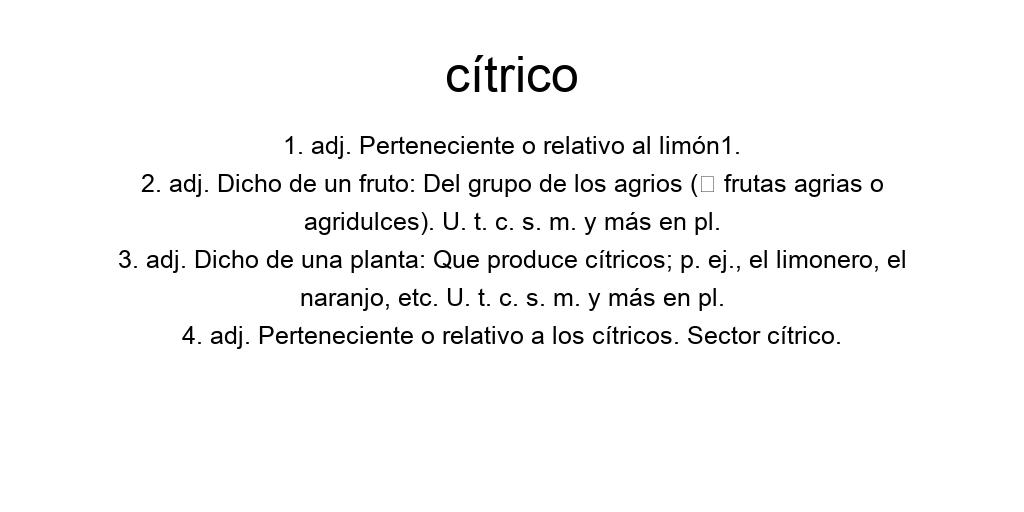 cítrico
1. adj. Perteneciente o relativo al limón1.
2. adj. Dicho de un fruto: Del grupo de los agrios (□ frutas agrias o
agridulces). U. t. c. s. m. y más en pl.
3. adj. Dicho de una planta: Que produce cítricos; p. ej., el limonero, el
naranjo, etc. U. t. c. s. m. y más en pl.
4. adj. Perteneciente o relativo a los cítricos. Sector cítrico.